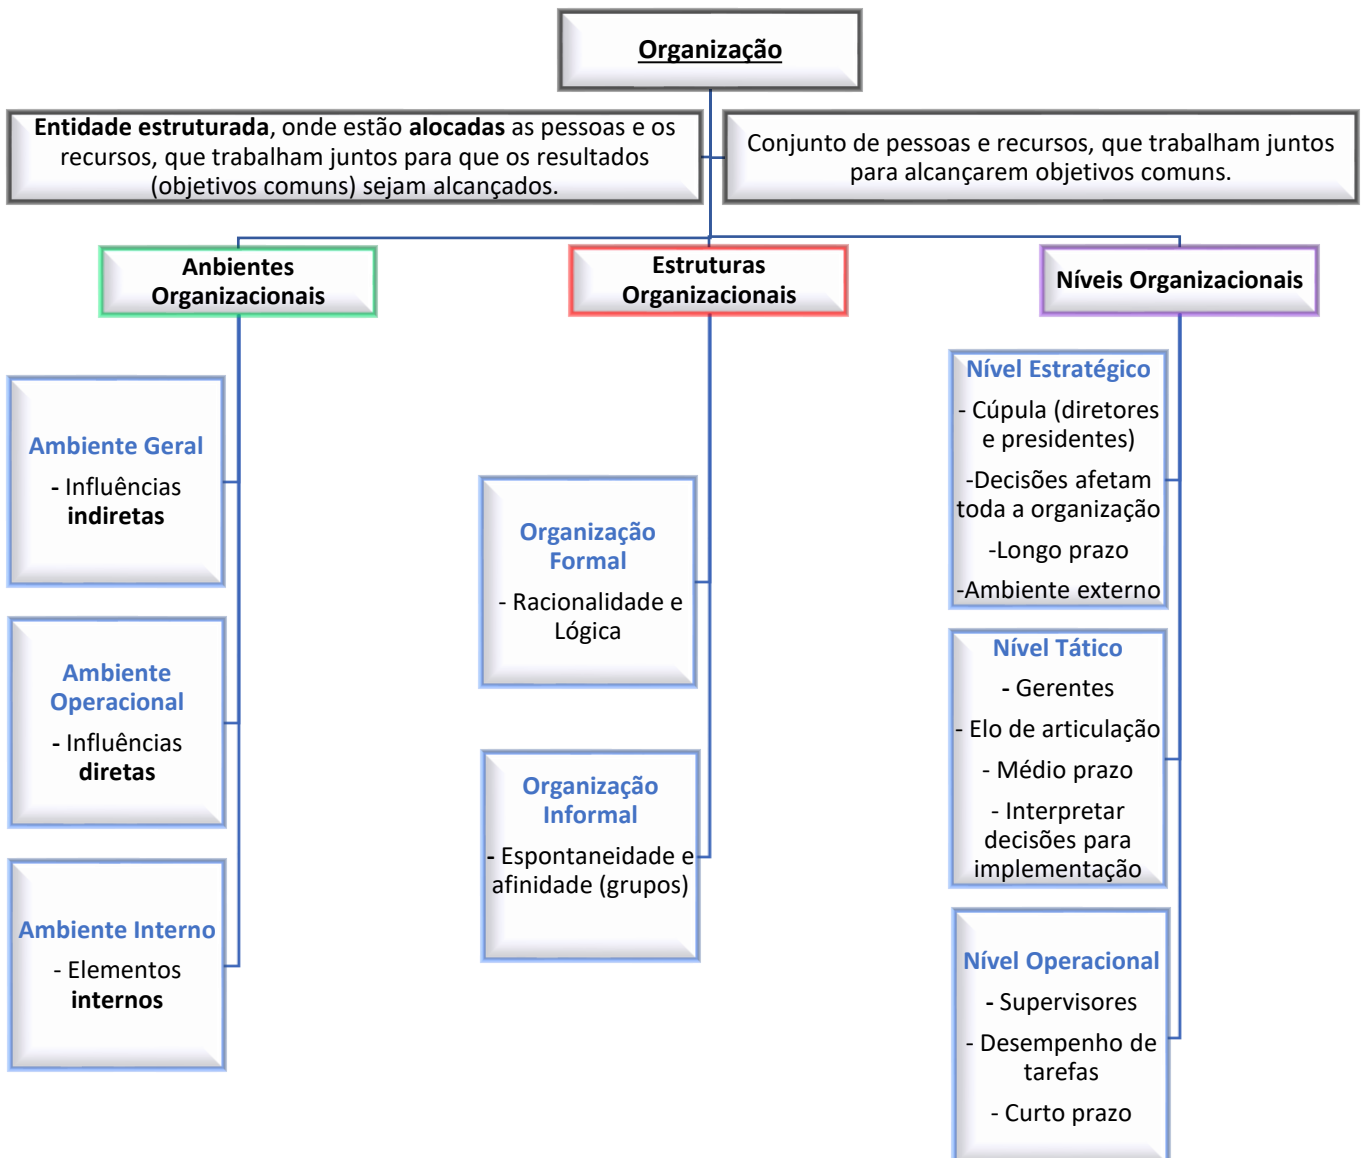 Organização
Entidade estruturada, onde estão alocadas as pessoas e os
recursos, que trabalham juntos para que os resultados
(objetivos comuns) sejam alcançados.
Conjunto de pessoas e recursos, que trabalham juntos
para alcançarem objetivos comuns.
Anbientes
Organizacionais
Ambiente Geral
- Influências
indiretas
Ambiente
Operacional
- Influências
diretas
Ambiente Interno
- Elementos
internos
Estruturas
Organizacionais
Organização
Formal
- Racionalidade e
Lógica
Organização
Informal
- Espontaneidade e
afinidade (grupos)
Níveis Organizacionais
Nível Estratégico
- Cúpula (diretores
e presidentes)
-Decisões afetam
toda a organização
-Longo prazo
-Ambiente externo
Nível Tático
- Gerentes
- Elo de articulação
- Médio prazo
- Interpretar
decisões para
implementação
Nível Operacional
- Supervisores
- Desempenho de
tarefas
- Curto prazo